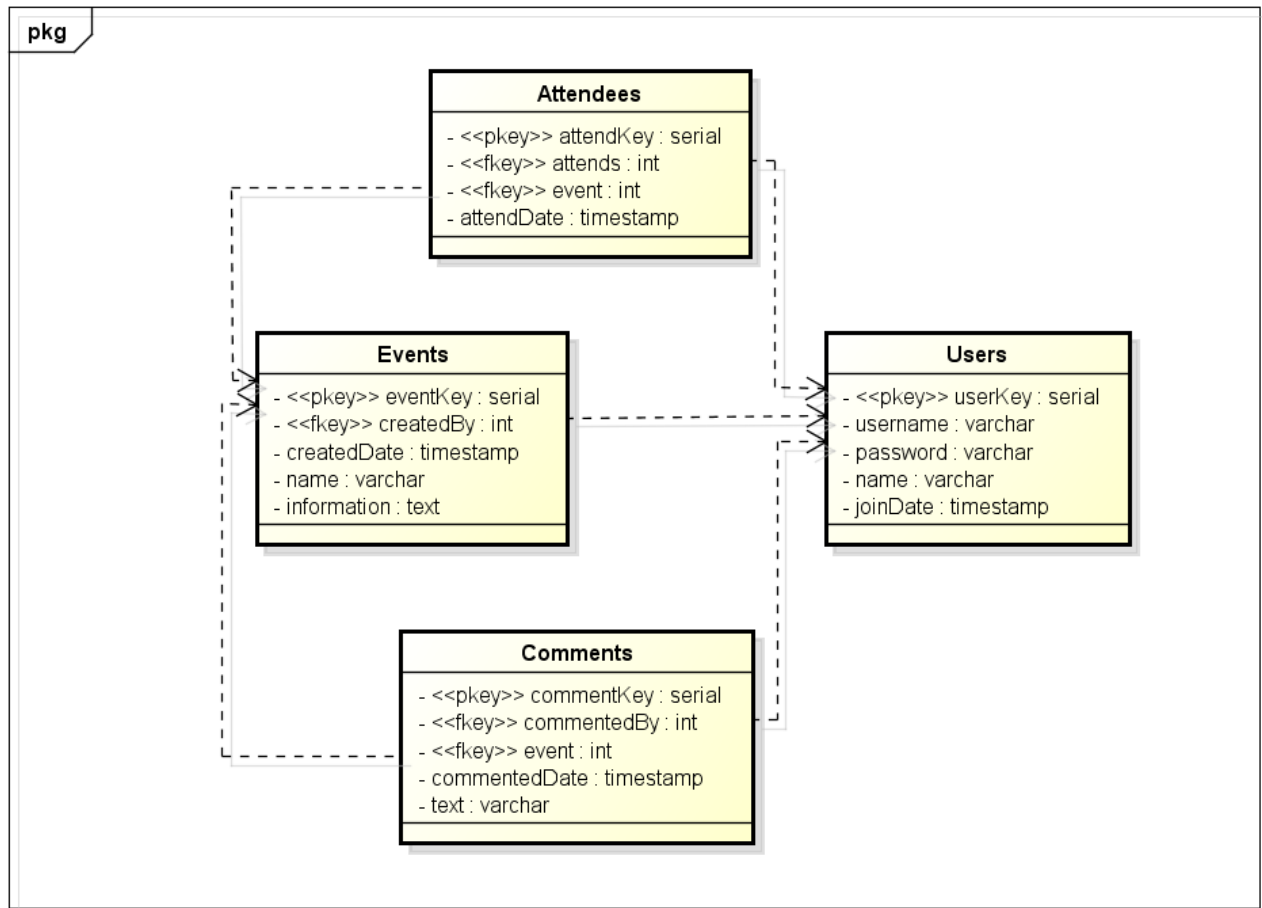 pkg
Attendees
- <<pkey>> attendKey : serial
- <<fkey>> attends : int
- <<fkey>> event : int
- attendDate : timestamp
Events
- <<pkey>> eventKey : serial
- <<fkey>> createdBy : int
- createdDate : timestamp
- name : varchar
- information : text
Users
- <<pkey>> userKey : serial
- username : varchar
- password : varchar
- name : varchar
- joinDate : timestamp
Comments
- <<pkey>> commentKey : serial
- <<fkey>> commentedBy : int
- <<fkey>> event : int
- commentedDate : timestamp
- text : varchar